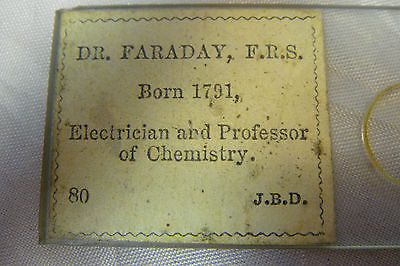 DR. FARADAY, F.R.S.
Born 1791,
Electrician and Professor
of Chemistry.
80 J.B.D.